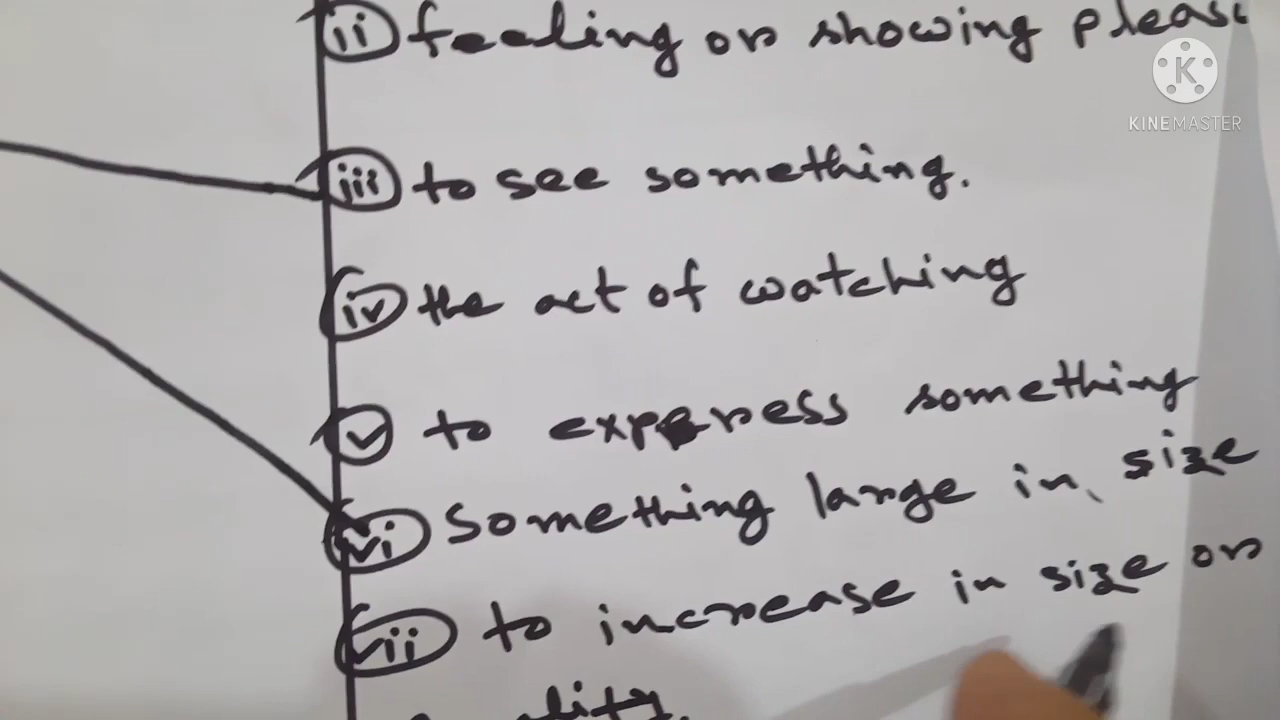 ii feeling or showing pleas
K
KINEMASTER
iii to see something.
iv the act of watching
v to express something
vi Something large in size
vii to increase in size or